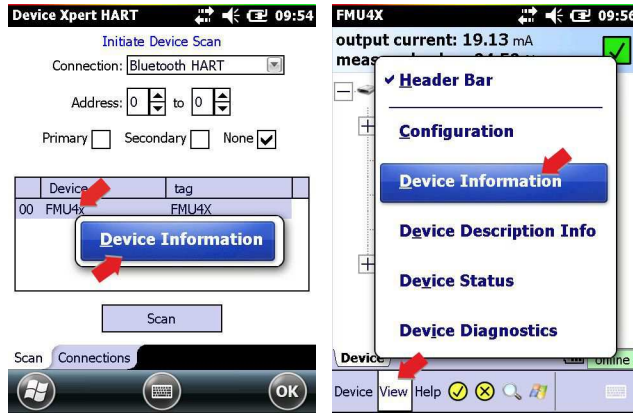 Device Xpert HART 09:54
Initiate Device Scan
Connection: Bluetooth HART
Address: 0 to 0
Primary Secondary None
Device tag
00 FMU4x FMU4X
Device Information
Scan
Scan Connections
OK
FMU4X 09:56
output current: 19.13 mA
Header Bar
Configuration
Device Information
Device Description Info
Device Status
Device Diagnostics
Device Online
Device View Help